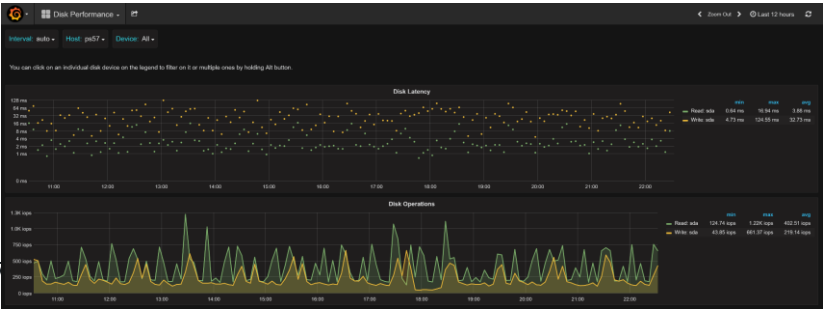 Disk Performance
Zoom Out
Last 12 hours
Interval: auto Host: ps57 Device: All
You can click on an individual disk device on the legend to filter on it or multiple ones by holding Alt button.
Disk Latency
128 ms
64 ms
32 ms
16 ms
8 ms
4 ms
2 ms
1 ms
0 ms
11:00 12:00 13:00 14:00 15:00 16:00 17:00 18:00 19:00 20:00 21:00 22:00
min max avg
Read: sda 0.64 ms 16.94 ms 3.88 ms
Write: sda 4.73 ms 124.55 ms 32.73 ms
Disk Operations
1.3K iops
1.0K iops
750 iops
500 iops
250 iops
0 iops
11:00 12:00 13:00 14:00 15:00 16:00 17:00 18:00 19:00 20:00 21:00 22:00
min max avg
Read: sda 124.74 iops 1.22K iops 402.51 iops
Write: sda 43.85 iops 661.37 iops 219.14 iops